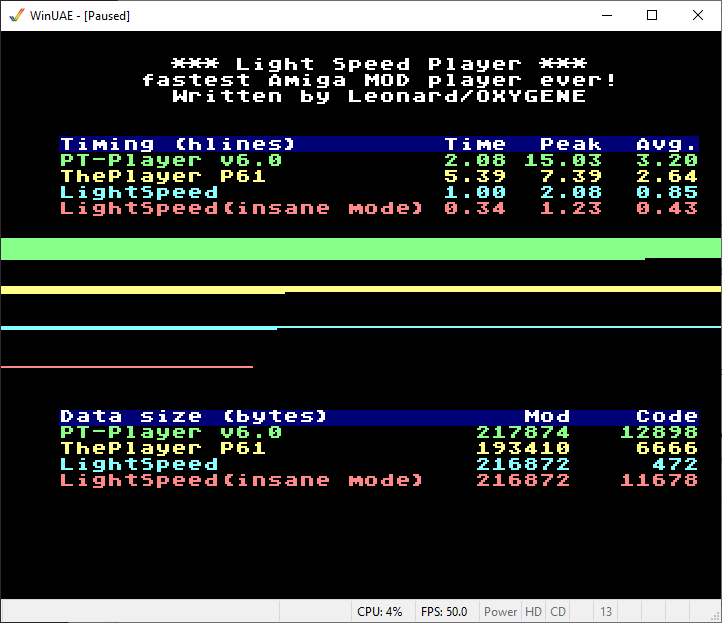 WinUAE - [Paused]
*** Light Speed Player ***
fastest Amiga MOD player ever!
Written by Leonard/OXYGENE
Timing (hlines) Time Peak Avg.
PT-Player v6.0 2.08 15.03 3.20
ThePlayer P61 5.39 7.39 2.64
LightSpeed 1.00 2.08 0.85
LightSpeed(insane mode) 0.34 1.23 0.43
Data size (bytes) Mod Code
PT-Player v6.0 217874 12898
ThePlayer P61 193410 6666
LightSpeed 216872 472
LightSpeed(insane mode) 216872 11678
CPU: 4% FPS: 50.0 Power HD CD 13